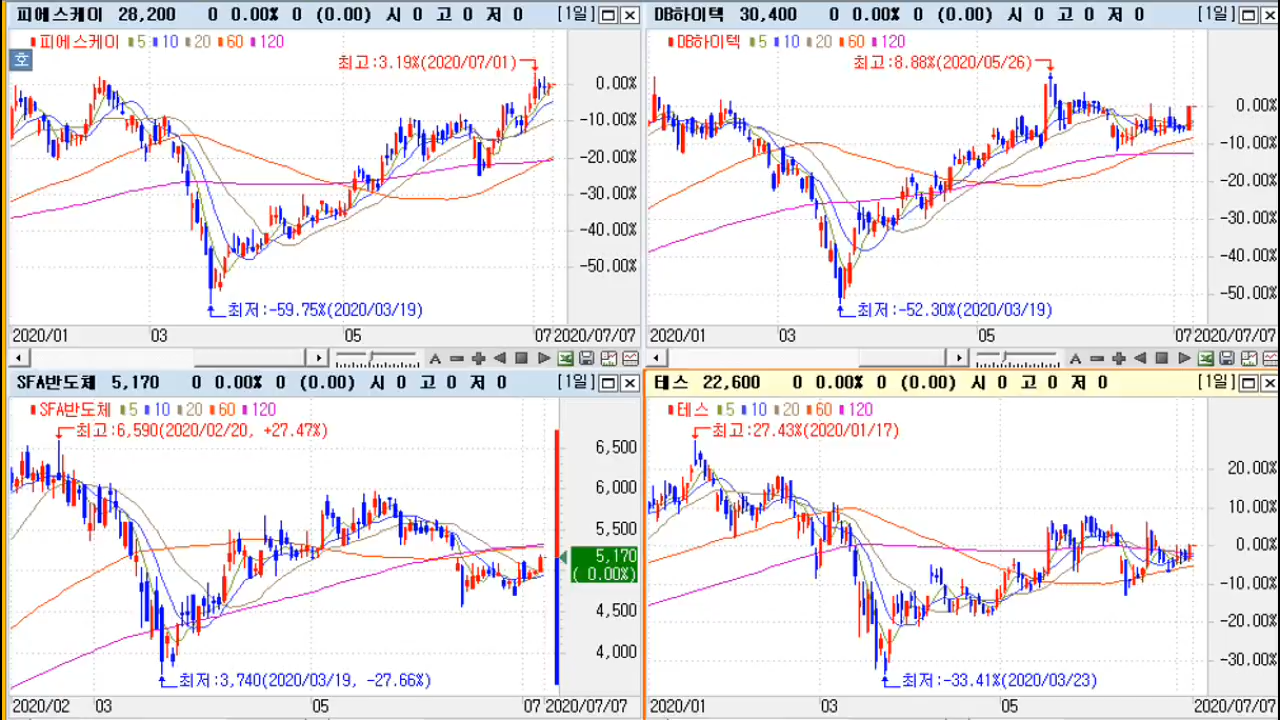 피에스케이 28,200 0 0.00% 0 (0.00) 시 0 고 0 저 0 [1일]
피에스케이 5 10 20 60 120
호
최고:3.19%(2020/07/01)
0.00%
-10.00%
-20.00%
-30.00%
-40.00%
-50.00%
최저:-59.75%(2020/03/19)
2020/01 03 05 07 2020/07/07
DB하이텍 30,400 0 0.00% 0 (0.00) 시 0 고 0 저 0 [1일]
DB하이텍 5 10 20 60 120
최고:8.88%(2020/05/26)
0.00%
-10.00%
-20.00%
-30.00%
-40.00%
-50.00%
최저:-52.30%(2020/03/19)
2020/01 03 05 07 2020/07/07
SFA반도체 5,170 0 0.00% 0 (0.00) 시 0 고 0 저 0 [1일]
SFA반도체 5 10 20 60 120
최고:6,590(2020/02/20, +27.47%)
6,500
6,000
5,500
5,170
( 0.00%)
4,500
4,000
최저:3,740(2020/03/19, -27.66%)
2020/02 03 05 07 2020/07/07
테스 22,600 0 0.00% 0 (0.00) 시 0 고 0 저 0 [1일]
테스 5 10 20 60 120
최고:27.43%(2020/01/17)
20.00%
10.00%
0.00%
-10.00%
-20.00%
-30.00%
최저:-33.41%(2020/03/23)
2020/01 03 05 2020/07/07